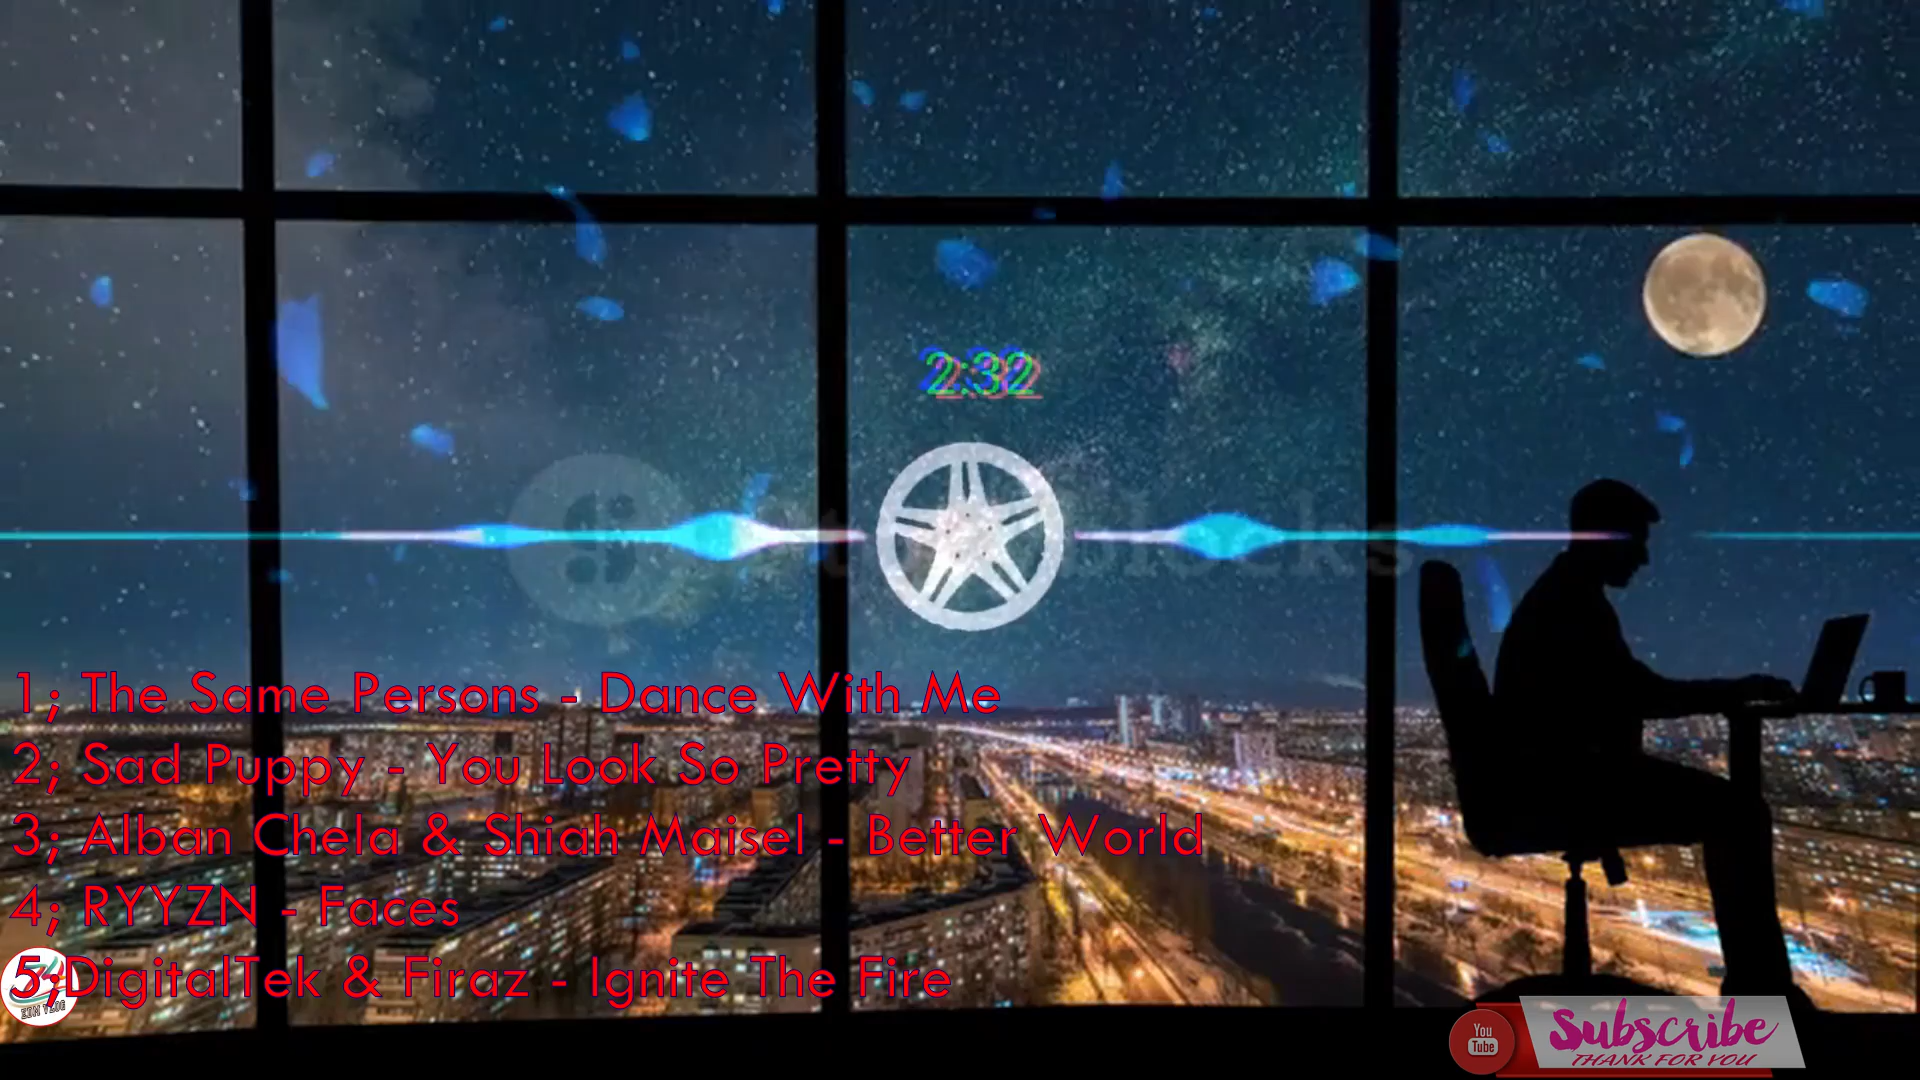 2:32
1; The Same Persons - Dance With Me
2; Sad Puppy - You Look So Pretty
3; Alban Chela & Shiah Maisel - Better World
4; RYYZN - Faces
5;DigitalTek & Firaz - Ignite The Fire
You
Tube
Subscribe
THANK FOR YOU